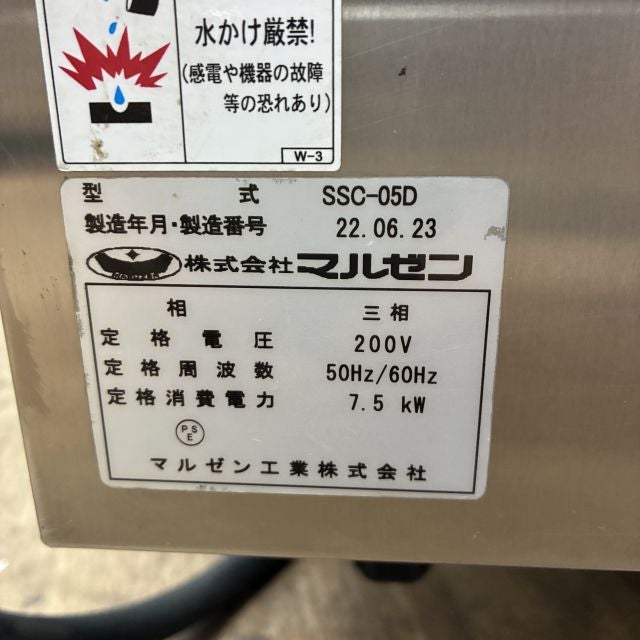 水かけ厳禁!
(感電や機器の故障
等の恐れあり)
W-3
型式 SSC-05D
製造年月・製造番号 22.06.23
MARUZEN 株式会社マルゼン
相 三相
定格電圧 200V
定格周波数 50Hz/60Hz
定格消費電力 7.5 kW
PSE
マルゼン工業株式会社